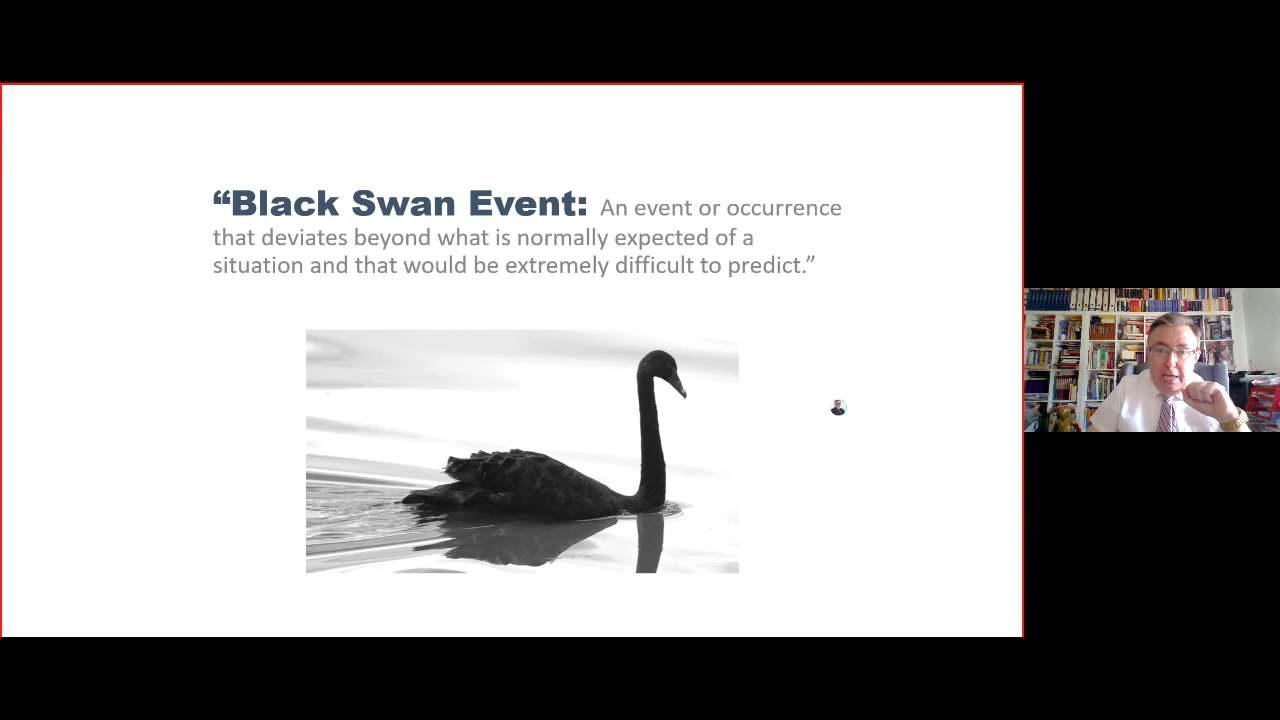 “Black Swan Event: An event or occurrence
that deviates beyond what is normally expected of a
situation and that would be extremely difficult to predict.”